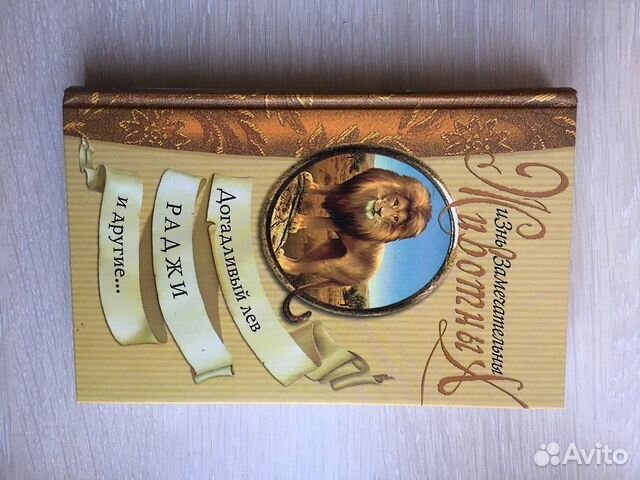 Жизнь замечательных
Животных
Догадливый лев
РАДЖИ
и другие...
Avito